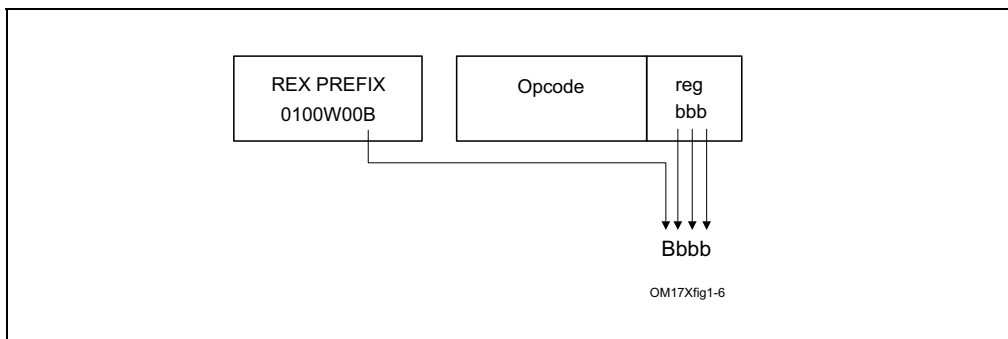 REX PREFIX
0100W00B
Opcode
reg
bbb
Bbbb
OM17Xfig1-6